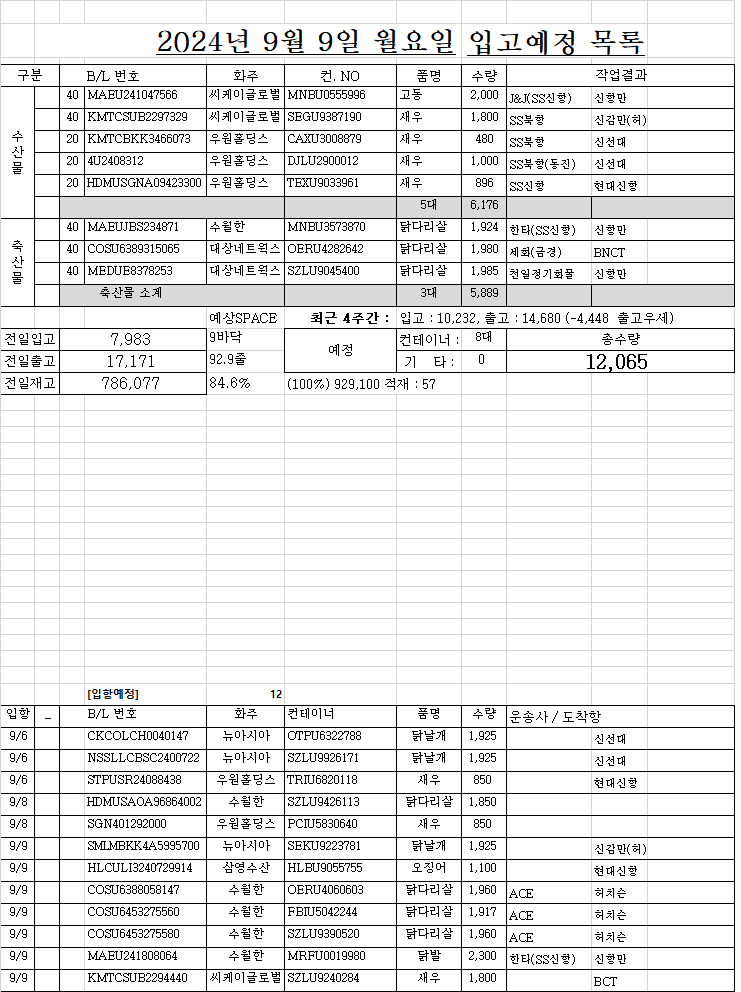 2024년 9월 9일 월요일 입고예정 목록
구분 B/L 번호 화주 컨. NO 품명 수량 작업결과
수산물
40 MAEU241047566 씨케이글로벌 MNBU0555996 고등 2,000 J&J(SS신항) 신항만
40 KMTCSUB2297329 씨케이글로벌 SEGU9387190 새우 1,800 SS북항 신감만(허)
20 KMTCBKK3466073 우원홀딩스 CAXU3008879 새우 480 SS북항 신선대
20 4U2408312 우원홀딩스 DJLU2900012 새우 1,000 SS북항(동진) 신선대
20 HDMUSGNA09423300 우원홀딩스 TEXU9033961 새우 896 SS신항 현대신항
5대 6,176
축산물
40 MAEUJBS234871 수월한 MNBU3573870 닭다리살 1,924 한타(SS신항) 신항만
40 COSU6389315065 대상네트웍스 OERU4282642 닭다리살 1,980 세화(금경) BNCT
40 MEDUE8378253 대상네트웍스 SZLU9045400 닭다리살 1,985 천일정기화물 신항만
축산물 소계 3대 5,889
예상SPACE 최근 4주간 : 입고 : 10,232, 출고 : 14,680 (-4,448 출고우세)
전일입고 7,983 9바닥 예정 컨테이너 : 8대 총수량
전일출고 17,171 92.9줄 기 타 : 0 12,065
전일재고 786,077 84.6% (100%) 929,100 적재 : 57
[입항예정] 12
입항 _ B/L 번호 화주 컨테이너 품명 수량 운송사 / 도착항
9/6 CKCOLCH0040147 뉴아시아 OTPU6322788 닭날개 1,925 신선대
9/6 NSSLLCBSC2400722 뉴아시아 SZLU9926171 닭날개 1,925 신선대
9/6 STPUSR24088438 우원홀딩스 TRIU6820118 새우 850 현대신항
9/8 HDMUSAOA96864002 수월한 SZLU9426113 닭다리살 1,850
9/8 SGN401292000 우원홀딩스 PCIU5830640 새우 850
9/9 SMLMBKK4A5995700 뉴아시아 SEKU9223781 닭날개 1,925 신감만(허)
9/9 HLCULI3240729914 삼영수산 HLBU9055755 오징어 1,100 현대신항
9/9 COSU6388058147 수월한 OERU4060603 닭다리살 1,960 ACE 허치슨
9/9 COSU6453275560 수월한 FBIU5042244 닭다리살 1,917 ACE 허치슨
9/9 COSU6453275580 수월한 SZLU9390520 닭다리살 1,960 ACE 허치슨
9/9 MAEU241808064 수월한 MRFU0019980 닭발 2,300 한타(SS신항) 신항만
9/9 KMTCSUB2294440 씨케이글로벌 SZLU9240284 새우 1,800 BCT